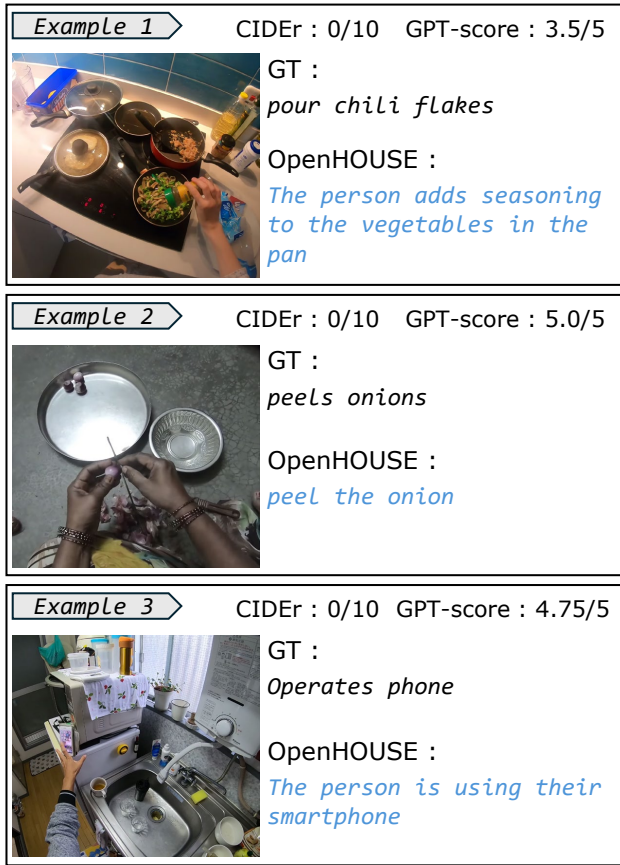 Example 1
CIDEr : 0/10 GPT-score : 3.5/5
GT :
pour chili flakes
OpenHOUSE :
The person adds seasoning
to the vegetables in the
pan
Example 2
CIDEr : 0/10 GPT-score : 5.0/5
GT :
peels onions
OpenHOUSE :
peel the onion
Example 3
CIDEr : 0/10 GPT-score : 4.75/5
GT :
Operates phone
OpenHOUSE :
The person is using their
smartphone